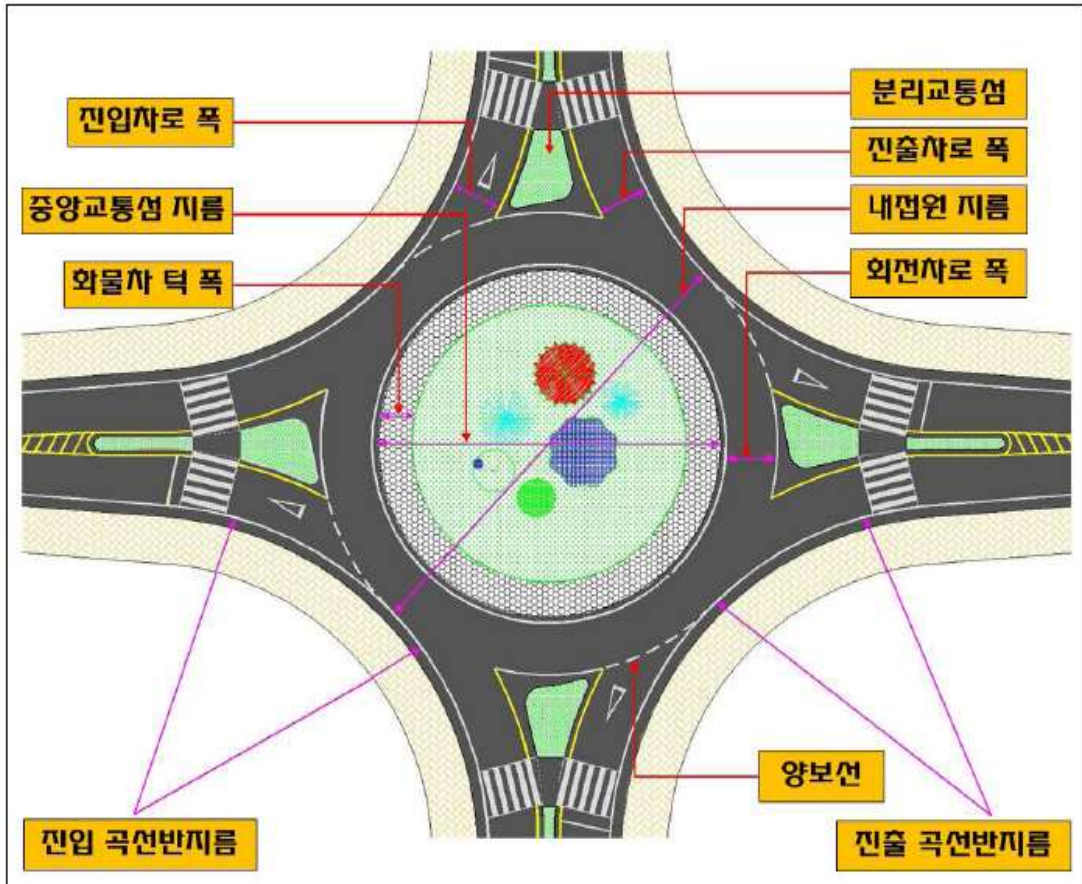 진입차로 폭
중앙교통섬 지름
화물차 턱 폭
분리교통섬
진출차로 폭
내접원 지름
회전차로 폭
양보선
진입 곡선반지름
진출 곡선반지름